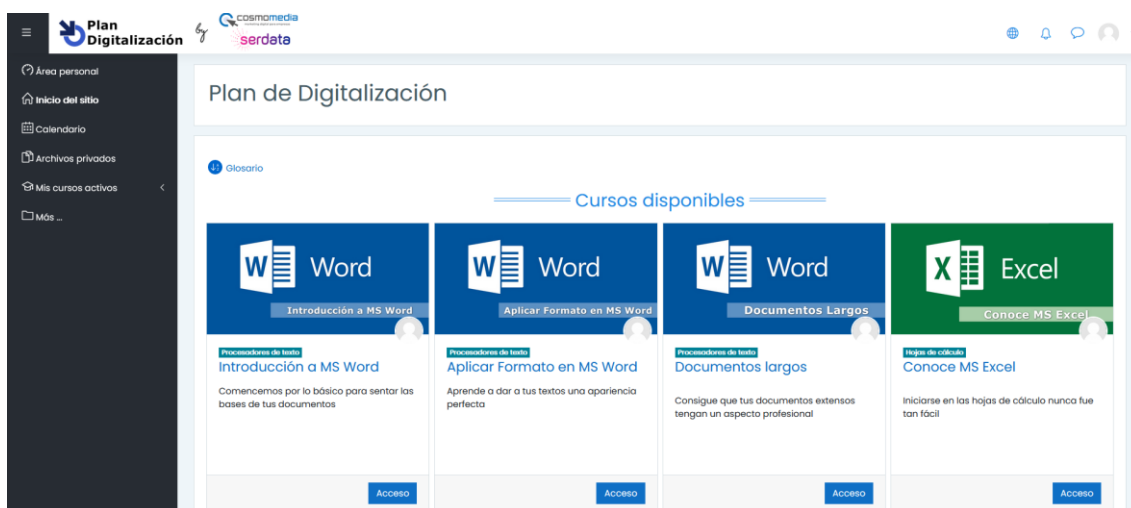 Plan
Digitalización
by
cosmomedia
serdata
Área personal
Inicio del sitio
Calendario
Archivos privados
Mis cursos activos
Más ...
Plan de Digitalización
Glosario
Cursos disponibles
W Word
Introducción a MS Word
Procesadores de texto
Introducción a MS Word
Comencemos por lo básico para sentar las
bases de tus documentos
Acceso
W Word
Aplicar Formato en MS Word
Procesadores de texto
Aplicar Formato en MS Word
Aprende a dar a tus textos una apariencia
perfecta
Acceso
W Word
Documentos Largos
Procesadores de texto
Documentos largos
Consigue que tus documentos extensos
tengan un aspecto profesional
Acceso
X Excel
Conoce MS Excel
Hojas de cálculo
Conoce MS Excel
Iniciarse en las hojas de cálculo nunca fue
tan fácil
Acceso